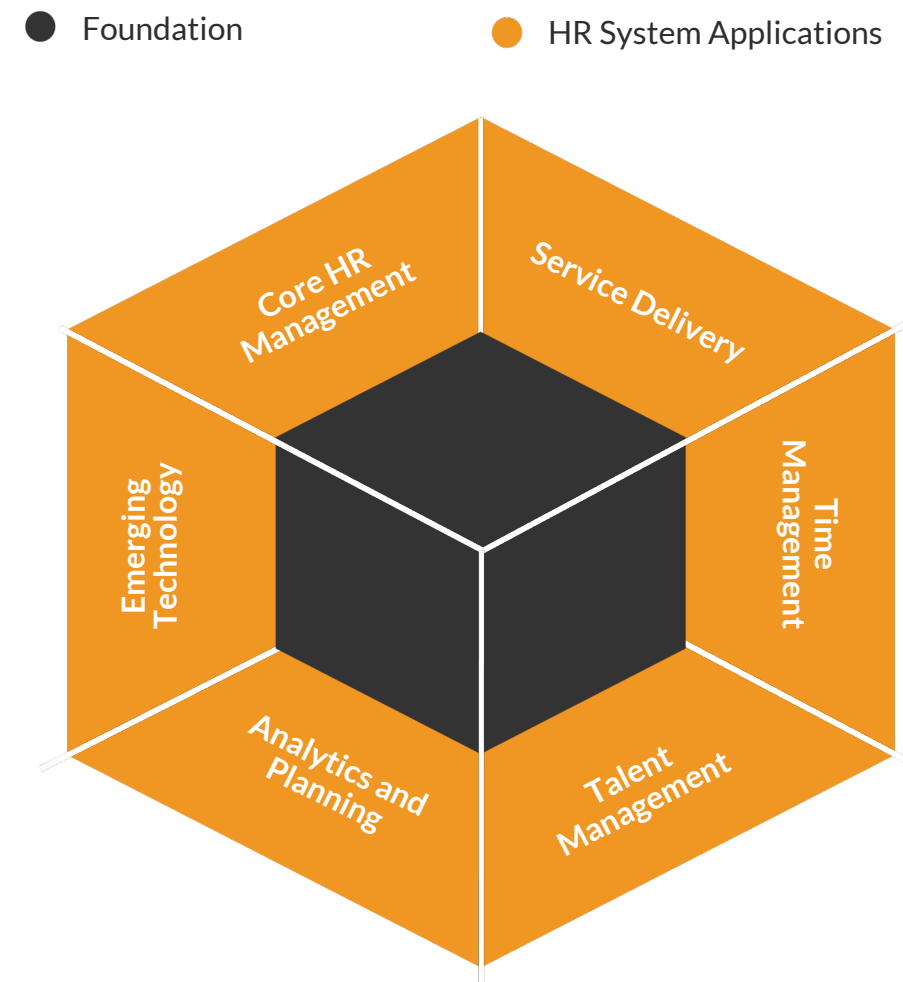 Foundation
HR System Applications
Core HR
Management
Service Delivery
Emerging
Technology
Time
Management
Analytics and
Planning
Talent
Management